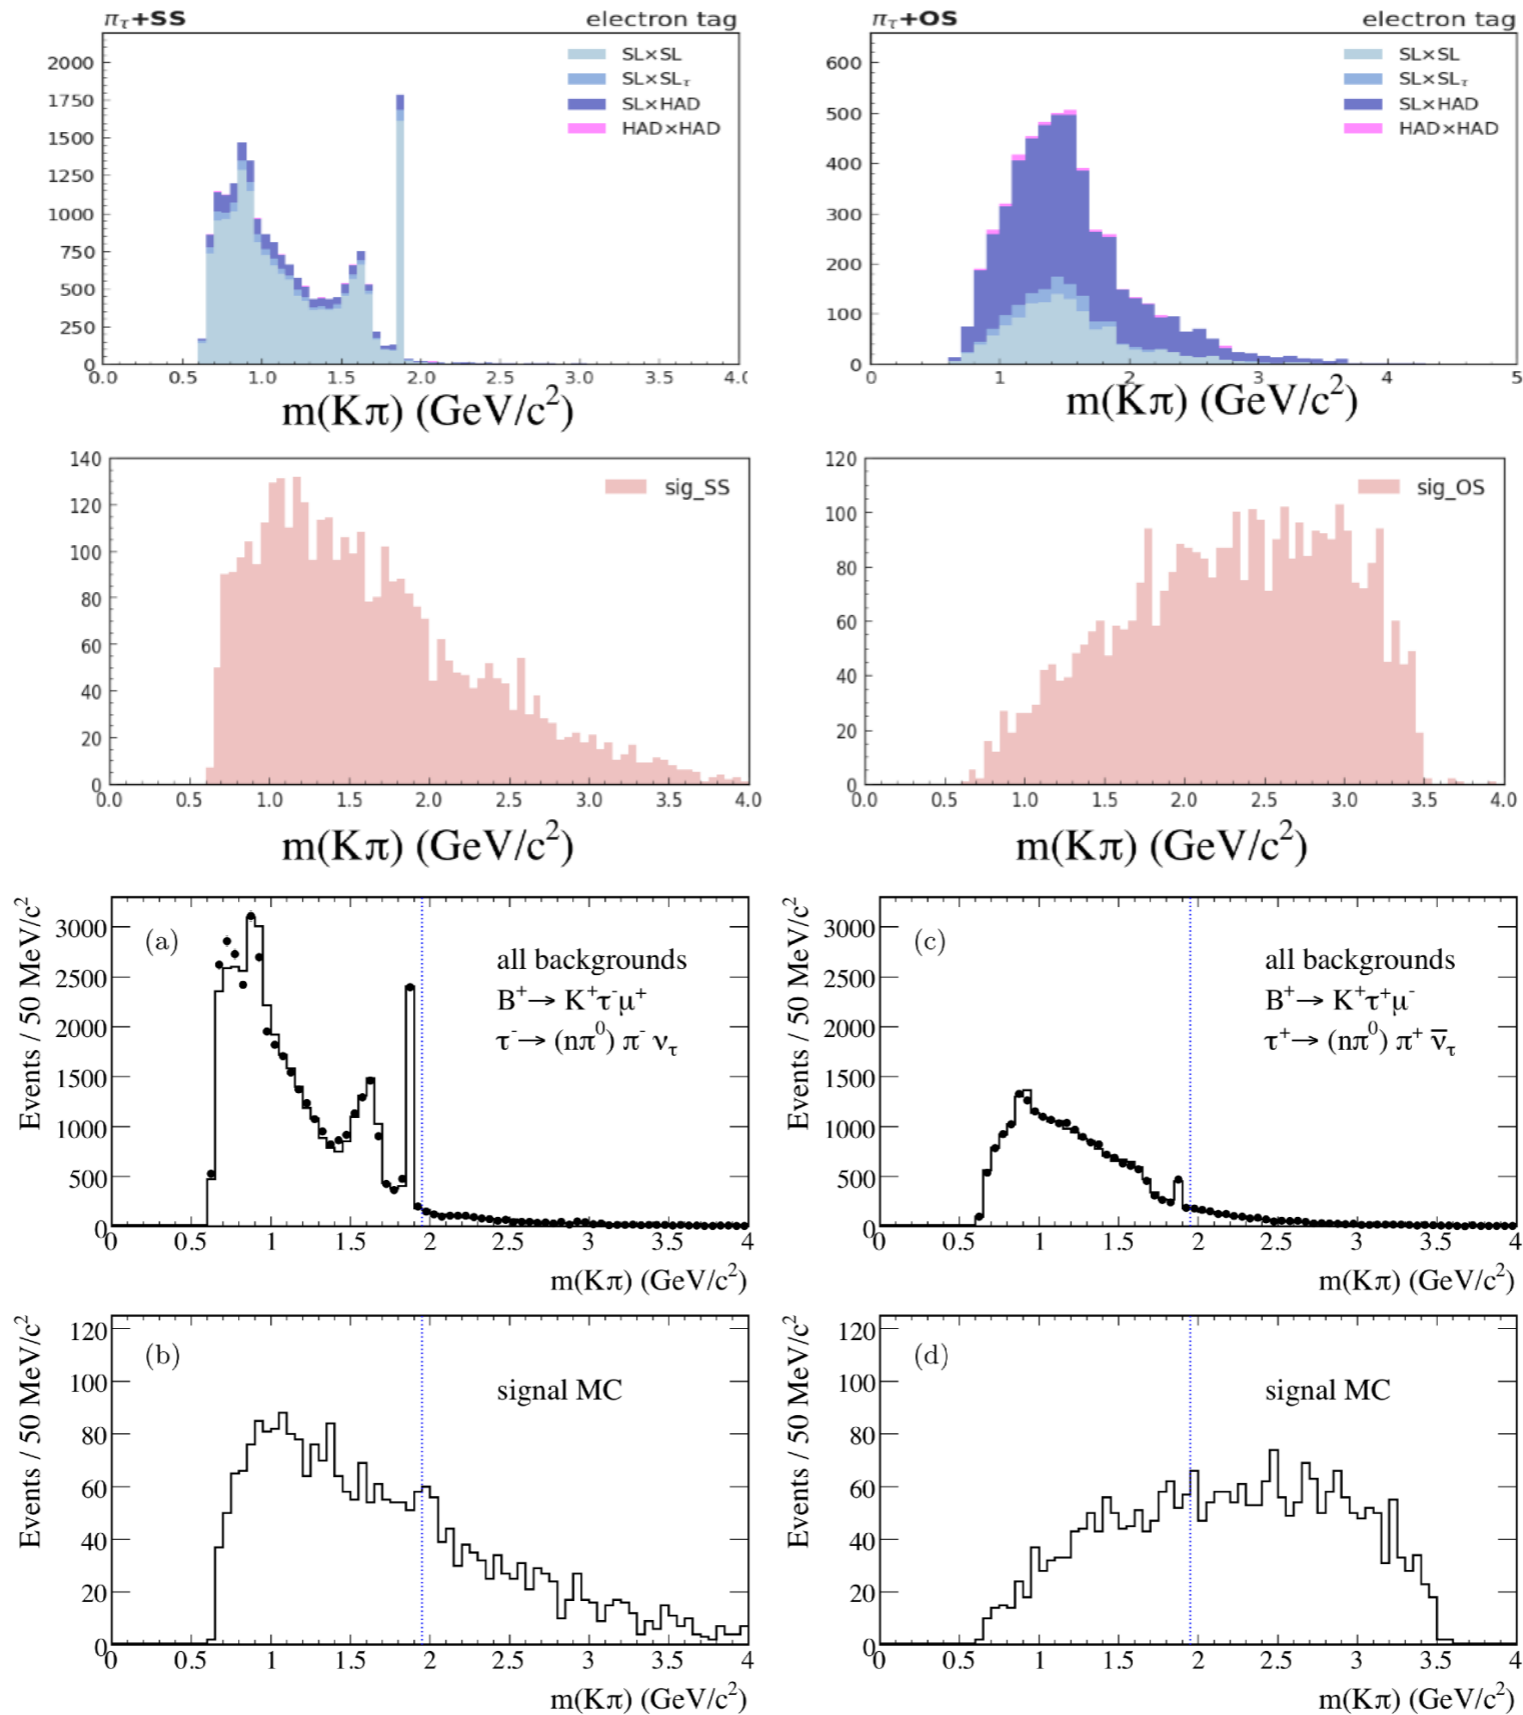 π_τ+SS electron tag
SL×SL
SL×SL_τ
SL×HAD
HAD×HAD
2000
1750
1500
1250
1000
750
500
250
0
0.0 0.5 1.0 1.5 2.0 2.5 3.0 3.5 4.0
m(Kπ) (GeV/c²)
π_τ+OS electron tag
SL×SL
SL×SL_τ
SL×HAD
HAD×HAD
600
500
400
300
200
100
0
0 1 2 3 4 5
m(Kπ) (GeV/c²)
140
120
100
80
60
40
20
0
sig_SS
0.0 0.5 1.0 1.5 2.0 2.5 3.0 3.5 4.0
m(Kπ) (GeV/c²)
120
100
80
60
40
20
0
sig_OS
0.0 0.5 1.0 1.5 2.0 2.5 3.0 3.5 4.0
m(Kπ) (GeV/c²)
Events / 50 MeV/c²
3000
2500
2000
1500
1000
500
0
(a)
all backgrounds
B⁺→ K⁺τ⁻μ⁺
τ⁻→ (nπ⁰) π⁻ ν_τ
0 0.5 1 1.5 2 2.5 3 3.5 4
m(Kπ) (GeV/c²)
Events / 50 MeV/c²
3000
2500
2000
1500
1000
500
0
(c)
all backgrounds
B⁺→ K⁺τ⁺μ⁻
τ⁺→ (nπ⁰) π⁺ ν̅_τ
0 0.5 1 1.5 2 2.5 3 3.5 4
m(Kπ) (GeV/c²)
Events / 50 MeV/c²
120
100
80
60
40
20
0
(b)
signal MC
0 0.5 1 1.5 2 2.5 3 3.5 4
m(Kπ) (GeV/c²)
Events / 50 MeV/c²
120
100
80
60
40
20
0
(d)
signal MC
0 0.5 1 1.5 2 2.5 3 3.5 4
m(Kπ) (GeV/c²)